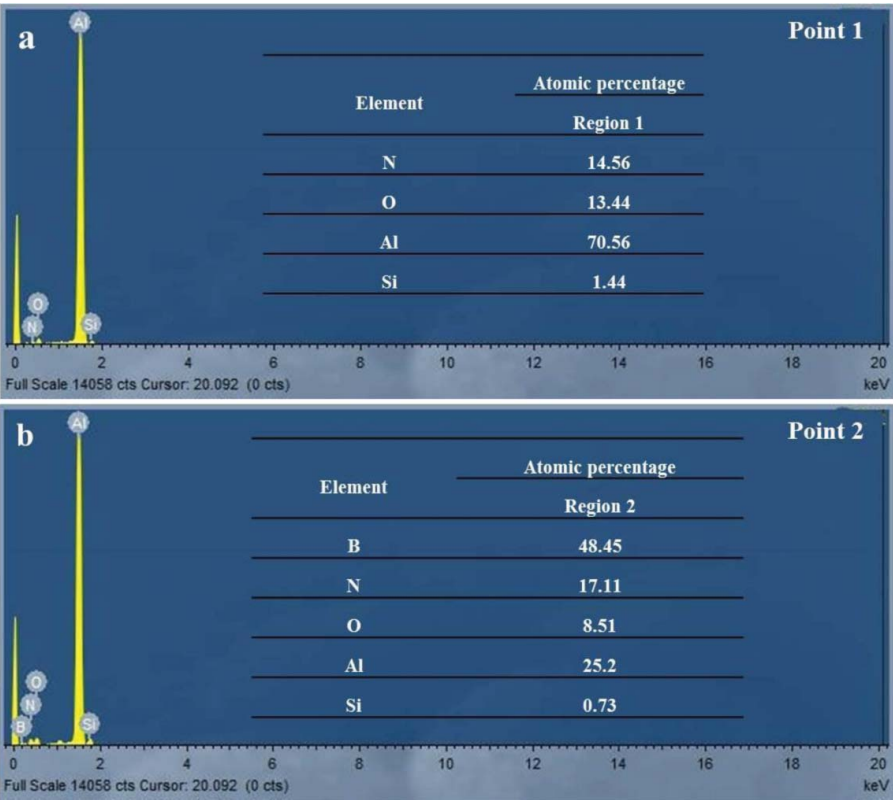 a
Point 1
Al
Atomic percentage
Element
Region 1
N 14.56
O 13.44
Al 70.56
Si 1.44
O
N
Si
0 2 4 6 8 10 12 14 16 18 20
Full Scale 14058 cts Cursor: 20.092 (0 cts)
keV
b
Point 2
Al
Atomic percentage
Element
Region 2
B 48.45
N 17.11
O 8.51
Al 25.2
Si 0.73
O
N
B
Si
0 2 4 6 8 10 12 14 16 18 20
Full Scale 14058 cts Cursor: 20.092 (0 cts)
keV